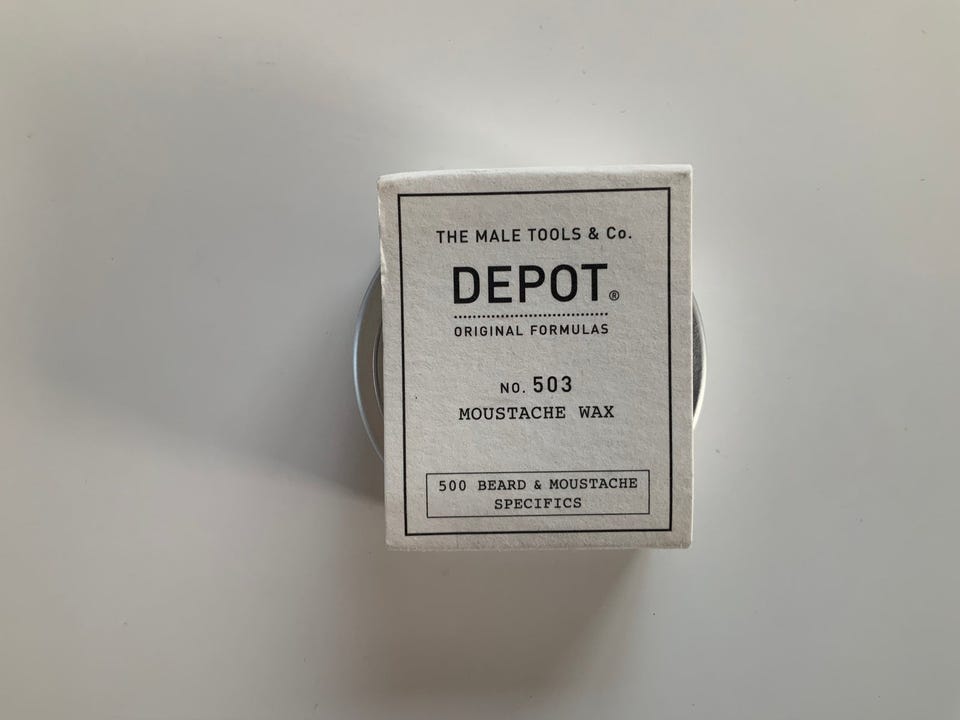 THE MALE TOOLS & Co.
DEPOT®
ORIGINAL FORMULAS
NO. 503
MOUSTACHE WAX
500 BEARD & MOUSTACHE
SPECIFICS